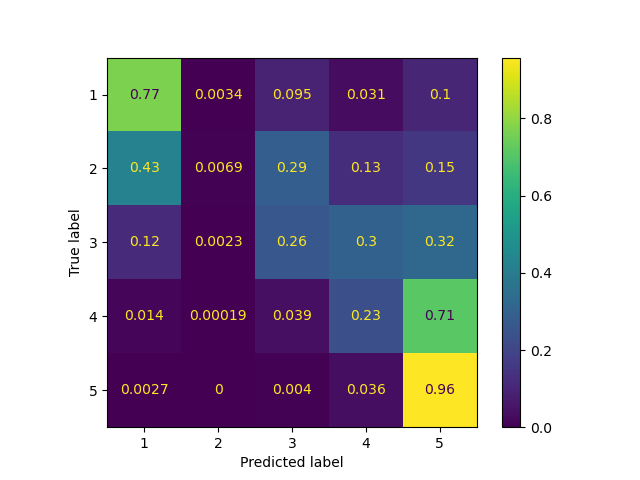 1 0.77 0.0034 0.095 0.031 0.1
2 0.43 0.0069 0.29 0.13 0.15
3 0.12 0.0023 0.26 0.3 0.32
4 0.014 0.00019 0.039 0.23 0.71
5 0.0027 0 0.004 0.036 0.96
1 2 3 4 5
Predicted label
True label
0.8
0.6
0.4
0.2
0.0